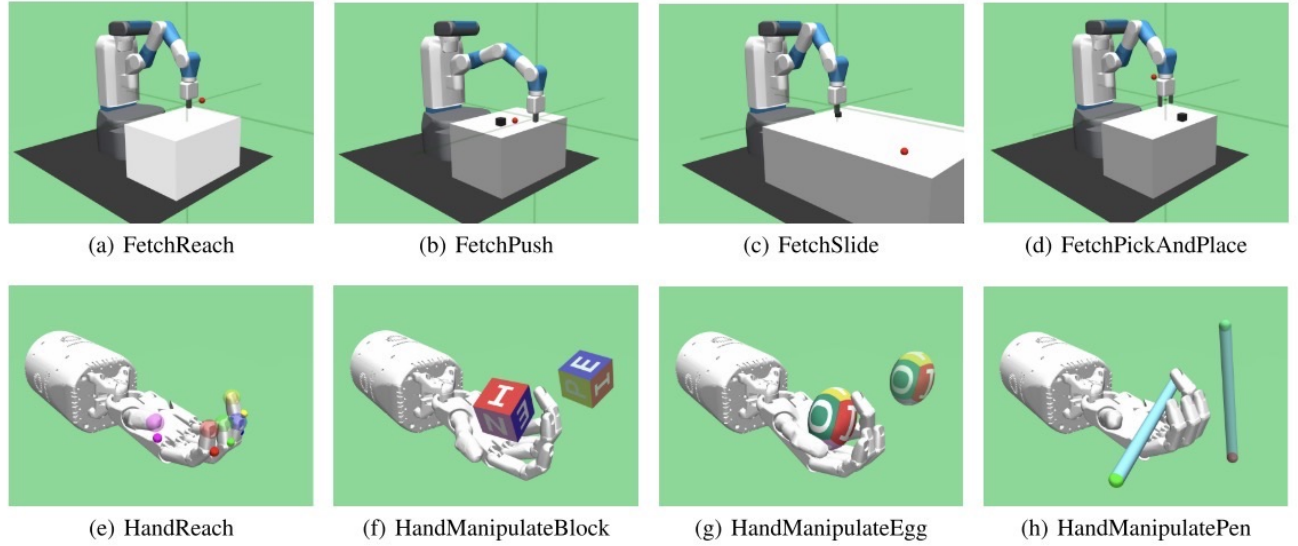 (a) FetchReach
(b) FetchPush
(c) FetchSlide
(d) FetchPickAndPlace
I
E
N
E
P
I
O
I
O
(e) HandReach
(f) HandManipulateBlock
(g) HandManipulateEgg
(h) HandManipulatePen